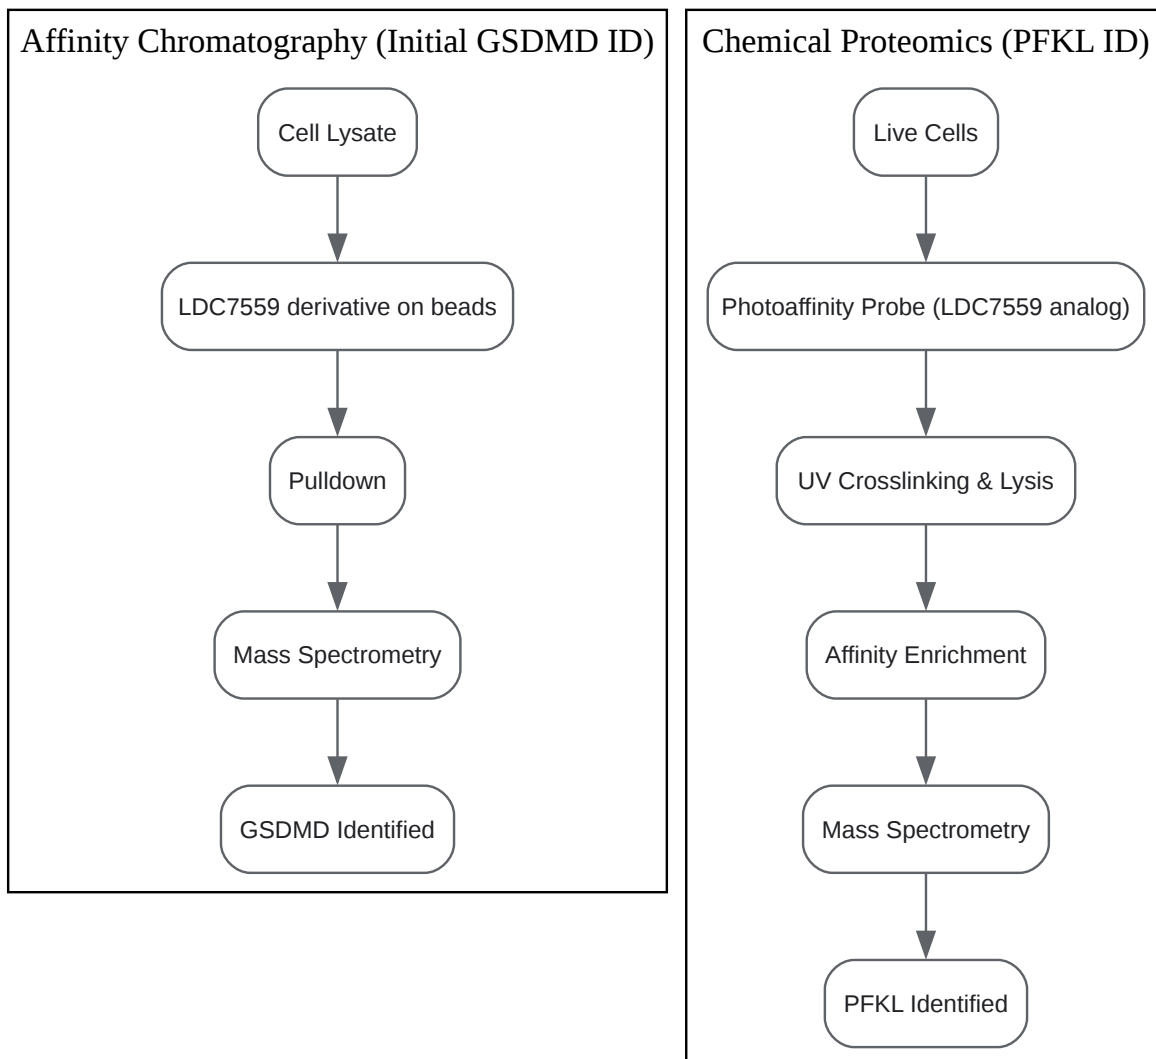 Affinity Chromatography (Initial GSDMD ID)
Cell Lysate
LDC7559 derivative on beads
Pulldown
Mass Spectrometry
GSDMD Identified
Chemical Proteomics (PFKL ID)
Live Cells
Photoaffinity Probe (LDC7559 analog)
UV Crosslinking & Lysis
Affinity Enrichment
Mass Spectrometry
PFKL Identified